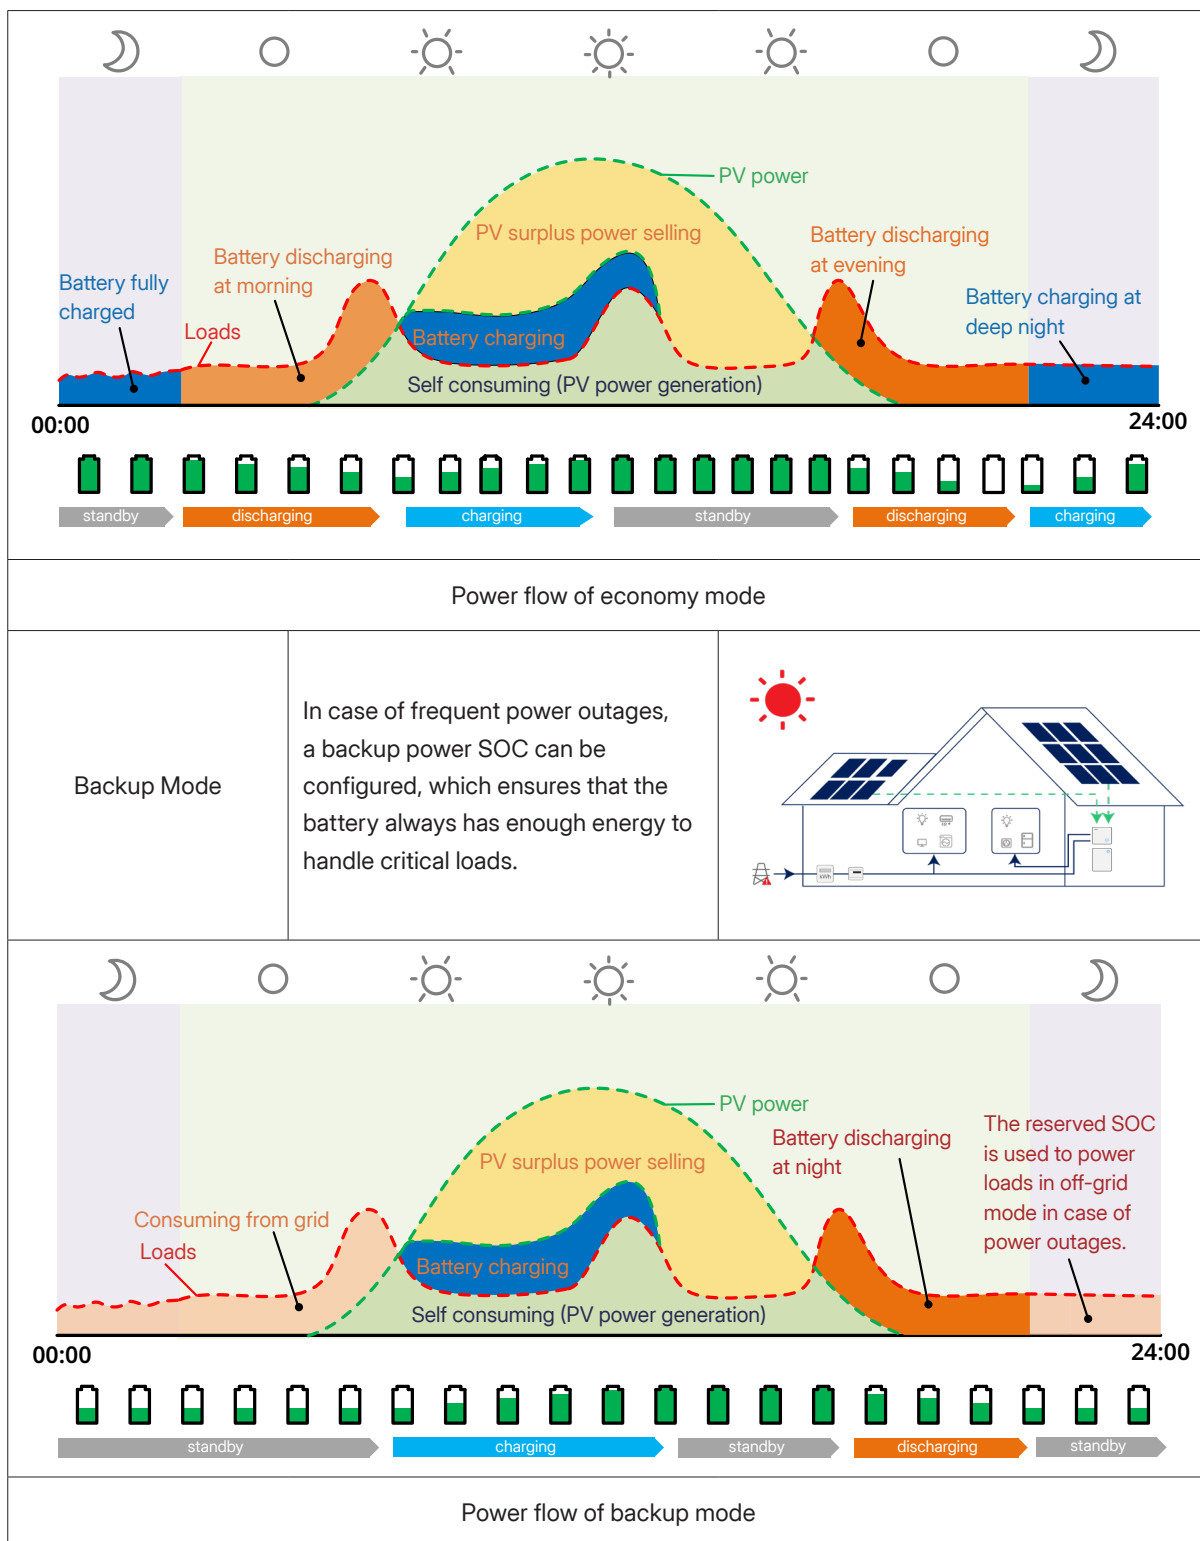 PV power
PV surplus power selling
Battery discharging
at morning
Battery discharging
at evening
Battery fully
charged
Battery charging at
deep night
Loads
Battery charging
Self consuming (PV power generation)
00:00
24:00
standby
discharging
charging
standby
discharging
charging
Power flow of economy mode
Backup Mode
In case of frequent power outages,
a backup power SOC can be
configured, which ensures that the
battery always has enough energy to
handle critical loads.
kWh
PV power
The reserved SOC
is used to power
loads in off-grid
mode in case of
power outages.
Battery discharging
at night
PV surplus power selling
Consuming from grid
Loads
Battery charging
Self consuming (PV power generation)
00:00
24:00
standby
charging
standby
discharging
standby
Power flow of backup mode